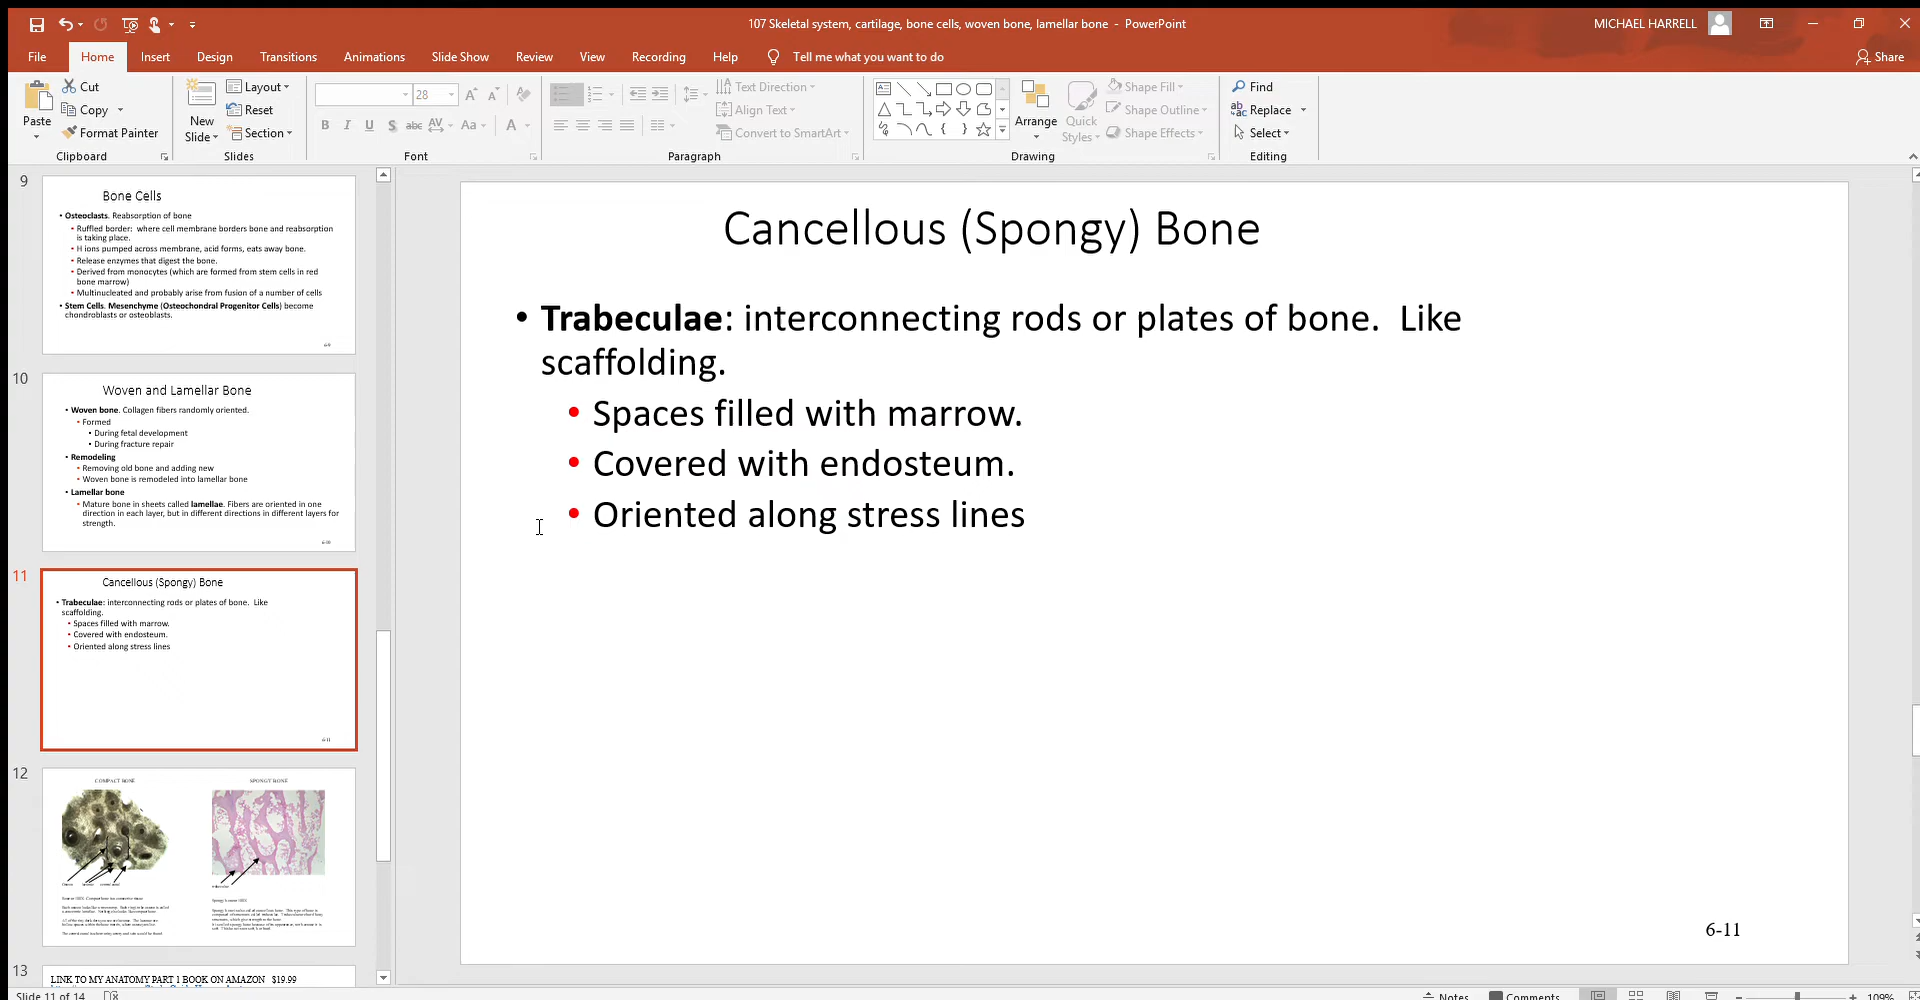 107 Skeletal system, cartilage, bone cells, woven bone, lamellar bone - PowerPoint
MICHAEL HARRELL
File Home Insert Design Transitions Animations Slide Show Review View Recording Help Tell me what you want to do
Share
Paste
Cut
Copy
Format Painter
Clipboard
New Slide
Layout
Reset
Section
Slides
28
B I U S abc AV Aa A
Font
Text Direction
Align Text
Convert to SmartArt
Paragraph
Arrange
Quick Styles
Shape Fill
Shape Outline
Shape Effects
Drawing
Find
Replace
Select
Editing
9
Bone Cells
• Osteoclasts. Reabsorption of bone
• Ruffled border: where cell membrane borders bone and reabsorption
is taking place.
• H ions pumped across membrane, acid forms, eats away bone.
• Release enzymes that digest the bone.
• Derived from monocytes (which are formed from stem cells in red
bone marrow)
• Multinucleated and probably arise from fusion of a number of cells
• Stem Cells. Mesenchyme (Osteochondral Progenitor Cells) become
chondroblasts or osteoblasts.
6-9
10
Woven and Lamellar Bone
• Woven bone. Collagen fibers randomly oriented.
• Formed
• During fetal development
• During fracture repair
• Remodeling
• Removing old bone and adding new
• Woven bone is remodeled into lamellar bone
• Lamellar bone
• Mature bone in sheets called lamellae. Fibers are oriented in one
direction in each layer, but in different directions in different layers for
strength.
6-10
11
Cancellous (Spongy) Bone
• Trabeculae: interconnecting rods or plates of bone. Like
scaffolding.
• Spaces filled with marrow.
• Covered with endosteum.
• Oriented along stress lines
6-11
12
COMPACT BONE
SPONGY BONE
13
LINK TO MY ANATOMY PART 1 BOOK ON AMAZON $19.99
Cancellous (Spongy) Bone
• Trabeculae: interconnecting rods or plates of bone. Like
scaffolding.
• Spaces filled with marrow.
• Covered with endosteum.
• Oriented along stress lines
6-11
Slide 11 of 14
Notes
Comments
109%